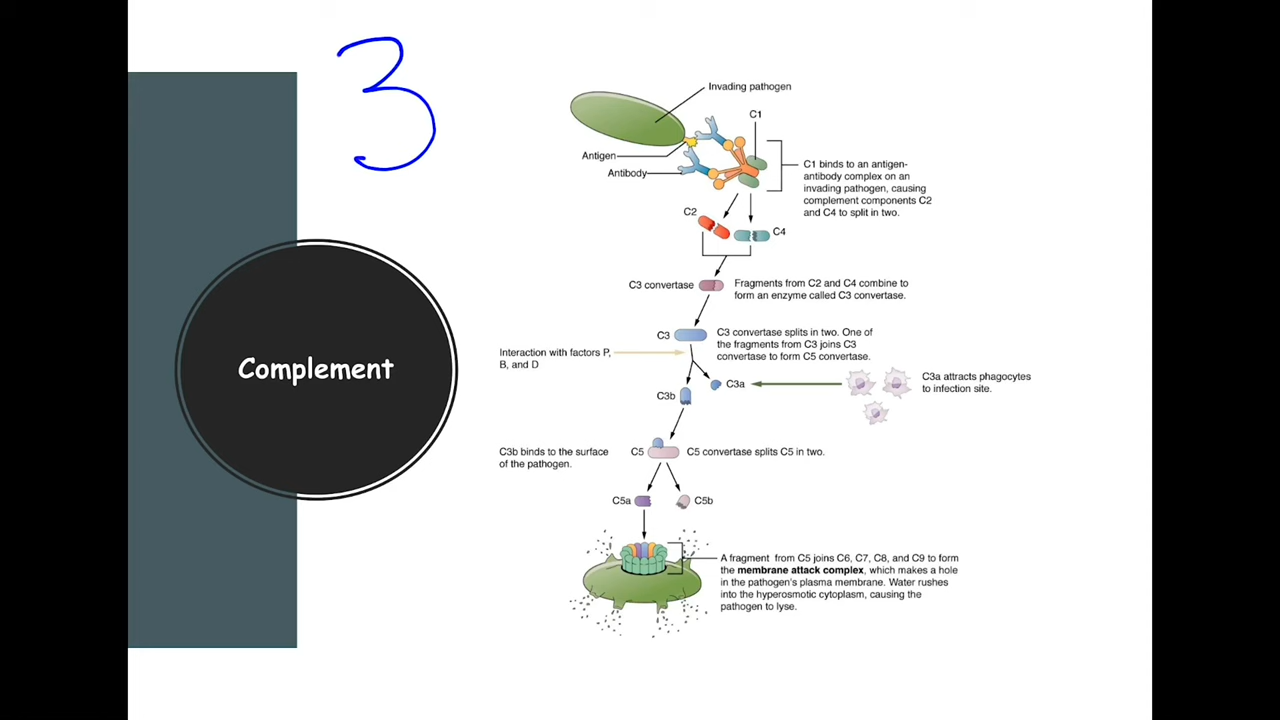 3
Complement
Invading pathogen
C1
Antigen
Antibody
C1 binds to an antigen-
antibody complex on an
invading pathogen, causing
complement components C2
and C4 to split in two.
C2
C4
C3 convertase
Fragments from C2 and C4 combine to
form an enzyme called C3 convertase.
C3
C3 convertase splits in two. One of
the fragments from C3 joins C3
convertase to form C5 convertase.
Interaction with factors P,
B, and D
C3a
C3a attracts phagocytes
to infection site.
C3b
C3b binds to the surface
of the pathogen.
C5
C5 convertase splits C5 in two.
C5a
C5b
A fragment from C5 joins C6, C7, C8, and C9 to form
the membrane attack complex, which makes a hole
in the pathogen's plasma membrane. Water rushes
into the hyperosmotic cytoplasm, causing the
pathogen to lyse.